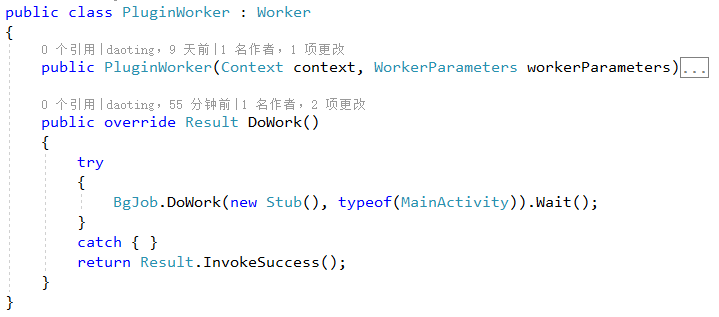 public class PluginWorker : Worker
{
0 个引用|daoting，9 天前|1 名作者，1 项更改
public PluginWorker(Context context, WorkerParameters workerParameters)...
0 个引用|daoting，55 分钟前|1 名作者，2 项更改
public override Result DoWork()
{
try
{
BgJob.DoWork(new Stub(), typeof(MainActivity)).Wait();
}
catch { }
return Result.InvokeSuccess();
}
}